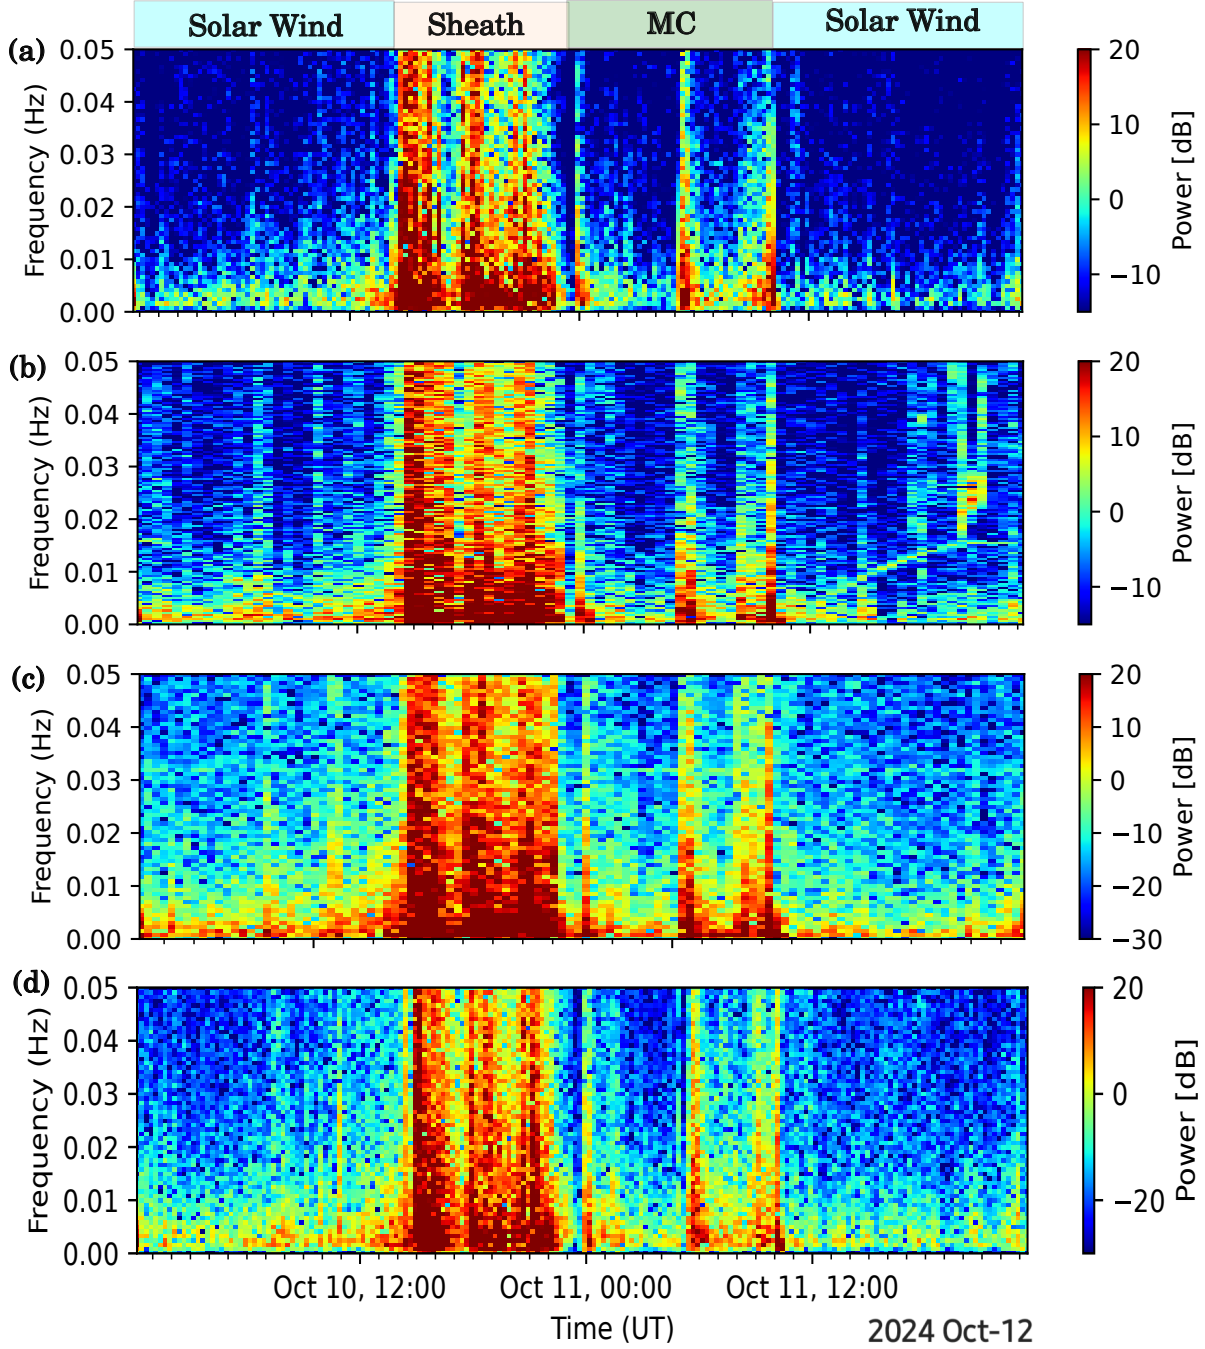 Solar Wind Sheath MC Solar Wind
(a)
0.05
0.04
0.03
0.02
0.01
0.00
Frequency (Hz)
20
10
0
−10
Power [dB]
(b)
0.05
0.04
0.03
0.02
0.01
0.00
Frequency (Hz)
20
10
0
−10
Power [dB]
(c)
0.05
0.04
0.03
0.02
0.01
0.00
Frequency (Hz)
20
10
0
−10
−20
−30
Power [dB]
(d)
0.05
0.04
0.03
0.02
0.01
0.00
Frequency (Hz)
20
0
−20
Power [dB]
Oct 10, 12:00 Oct 11, 00:00 Oct 11, 12:00
Time (UT)
2024 Oct-12